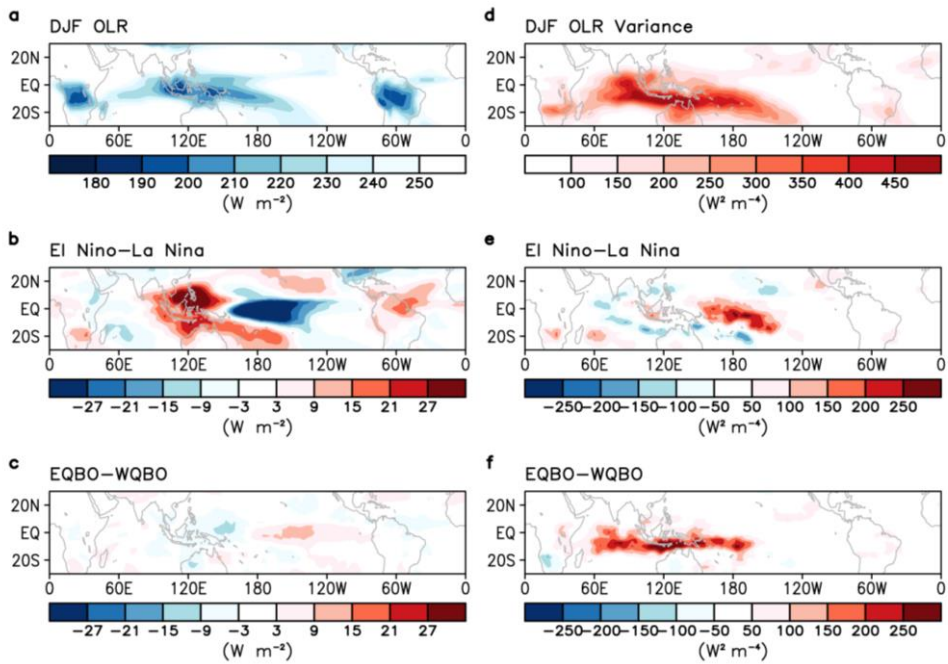 a
DJF OLR
20N
EQ
20S
0 60E 120E 180 120W 60W 0
180 190 200 210 220 230 240 250
(W m⁻²)
d
DJF OLR Variance
20N
EQ
20S
0 60E 120E 180 120W 60W 0
100 150 200 250 300 350 400 450
(W² m⁻⁴)
b
El Nino−La Nina
20N
EQ
20S
0 60E 120E 180 120W 60W 0
−27 −21 −15 −9 −3 3 9 15 21 27
(W m⁻²)
e
El Nino−La Nina
20N
EQ
20S
0 60E 120E 180 120W 60W 0
−250−200−150−100 −50 50 100 150 200 250
(W² m⁻⁴)
c
EQBO−WQBO
20N
EQ
20S
0 60E 120E 180 120W 60W 0
−27 −21 −15 −9 −3 3 9 15 21 27
(W m⁻²)
f
EQBO−WQBO
20N
EQ
20S
0 60E 120E 180 120W 60W 0
−250−200−150−100 −50 50 100 150 200 250
(W² m⁻⁴)